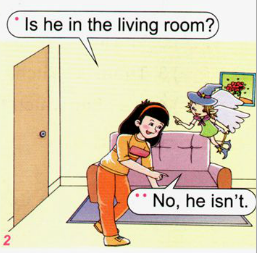 * Is he in the living room?
** No, he isn't.
2